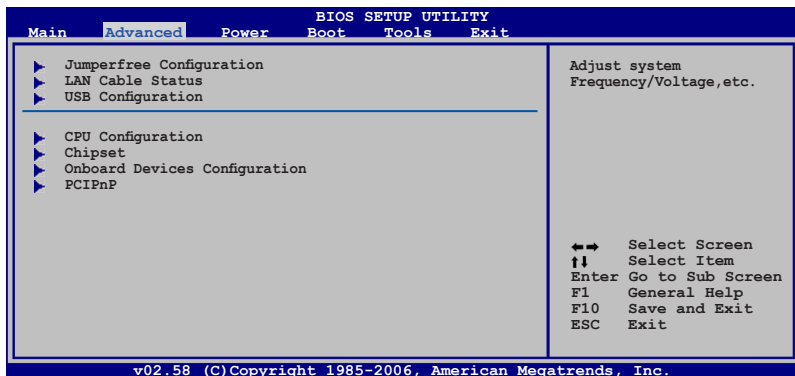 BIOS SETUP UTILITY
Main Advanced Power Boot Tools Exit
Jumperfree Configuration
LAN Cable Status
USB Configuration
CPU Configuration
Chipset
Onboard Devices Configuration
PCIPnP
Adjust system
Frequency/Voltage,etc.
←→ Select Screen
↑↓ Select Item
Enter Go to Sub Screen
F1 General Help
F10 Save and Exit
ESC Exit
v02.58 (C)Copyright 1985-2006, American Megatrends, Inc.